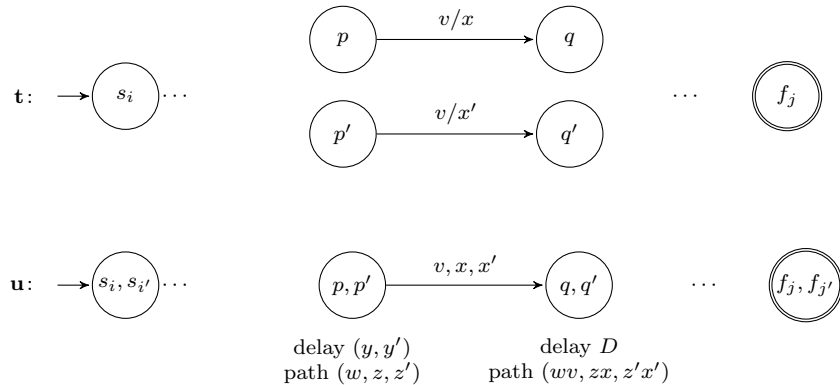 v/x
p q
t: s_i ··· ··· f_j
v/x′
p′ q′
v, x, x′
u: s_i, s_i′ ··· p, p′ q, q′ ··· f_j, f_j′
delay (y, y′) delay D
path (w, z, z′) path (wv, zx, z′x′)